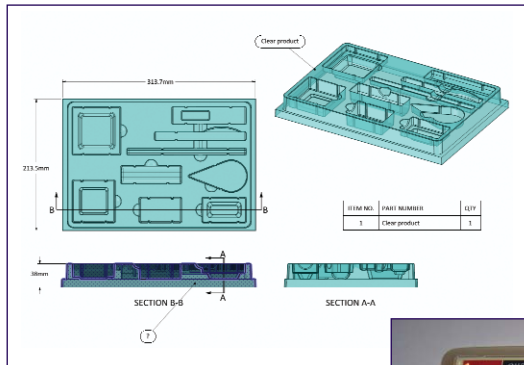 Clear product
313.7mm
213.5mm
B
B
ITEM NO. PART NUMBER QTY
1 Clear product 1
A
38mm
A
SECTION B-B
SECTION A-A
?